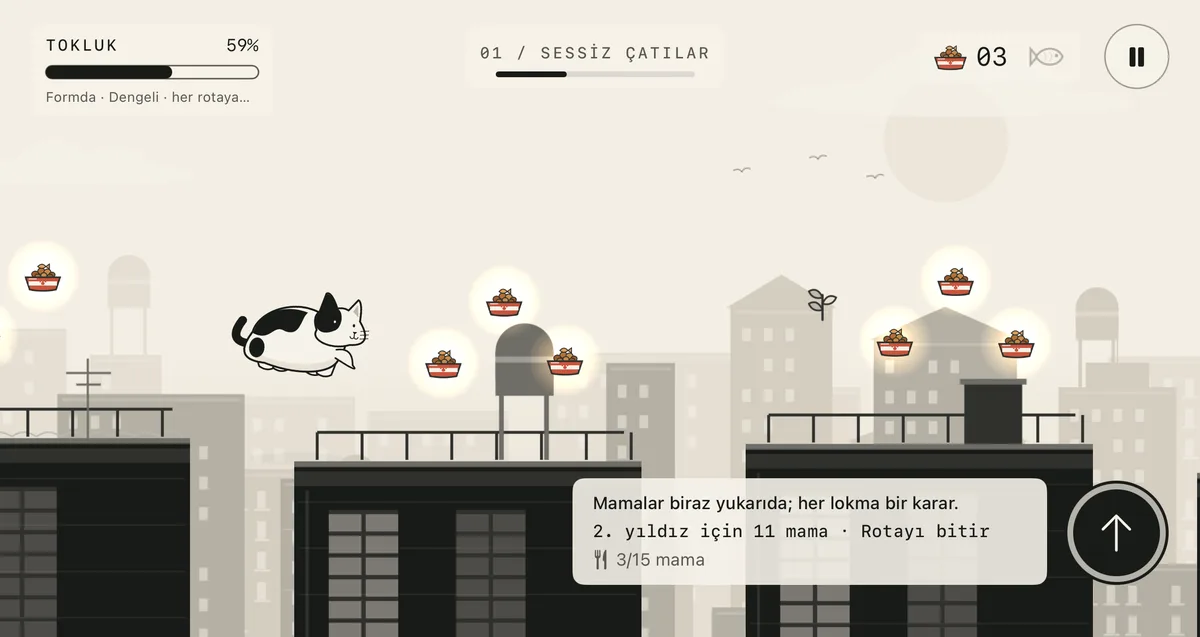 TOKLUK 59%
Formda · Dengeli · her rotaya...
01 / SESSİZ ÇATILAR
03
Mamalar biraz yukarıda; her lokma bir karar.
2. yıldız için 11 mama · Rotayı bitir
3/15 mama